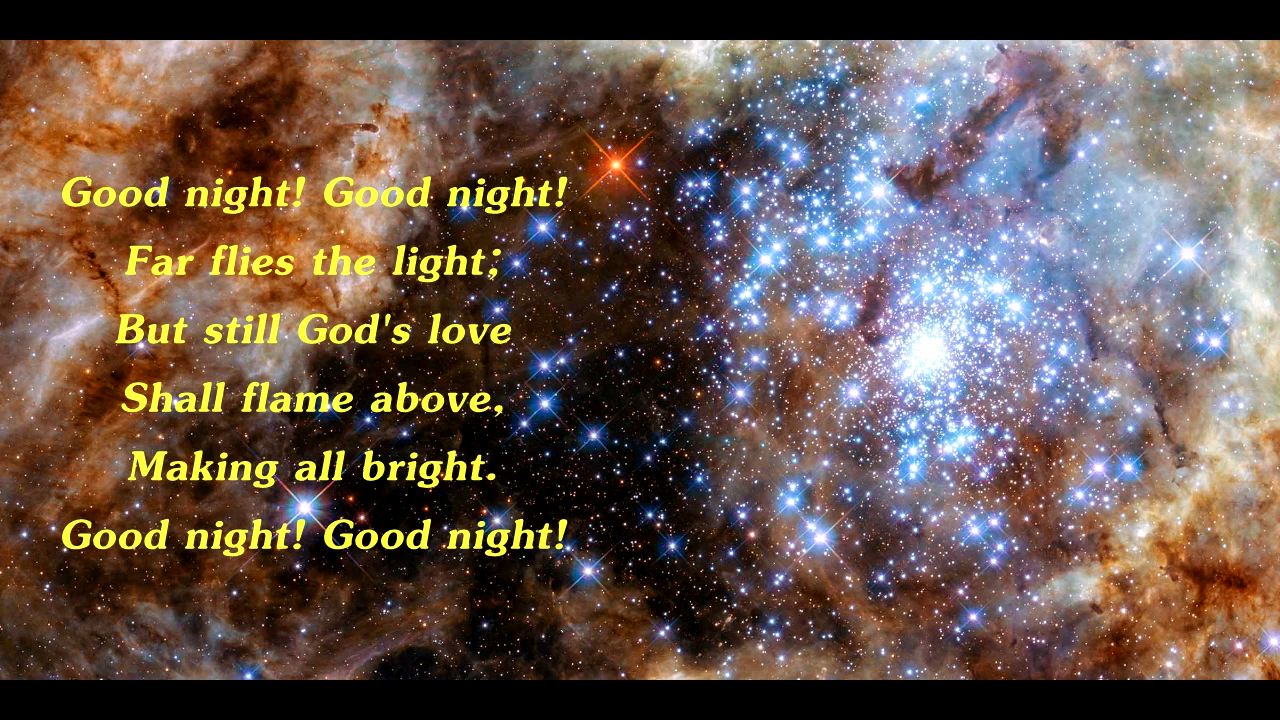 Good night! Good night!
Far flies the light;
But still God's love
Shall flame above,
Making all bright.
Good night! Good night!